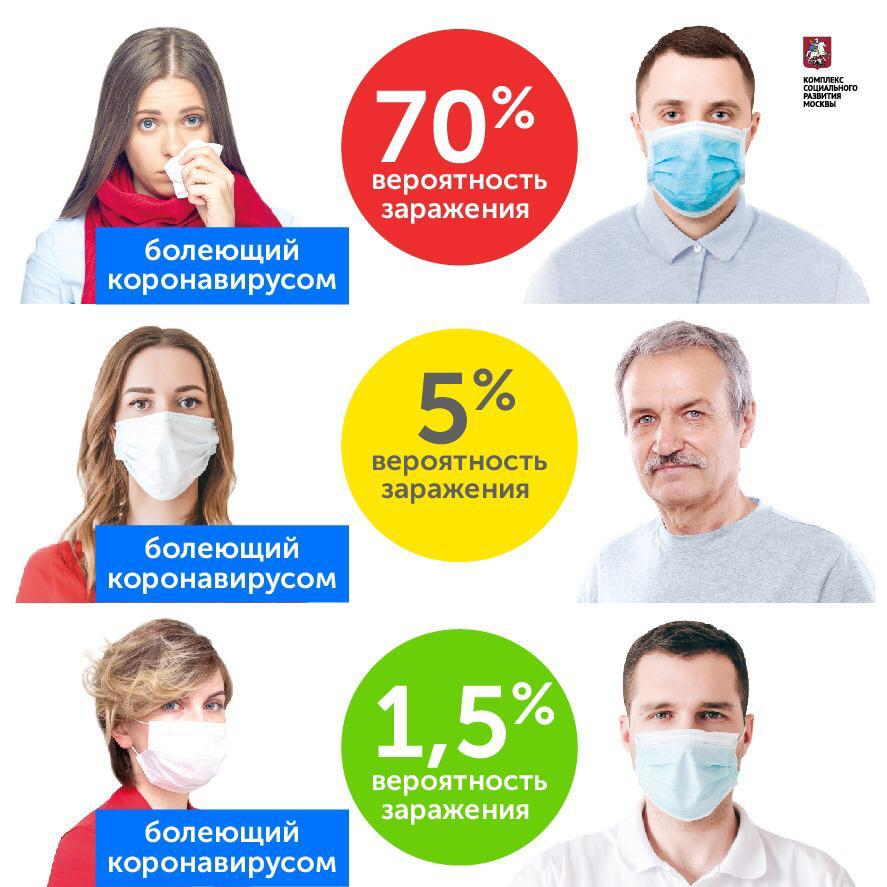 70%
вероятность
заражения
КОМПЛЕКС
СОЦИАЛЬНОГО
РАЗВИТИЯ
МОСКВЫ
болеющий
коронавирусом
5%
вероятность
заражения
болеющий
коронавирусом
1,5%
вероятность
заражения
болеющий
коронавирусом